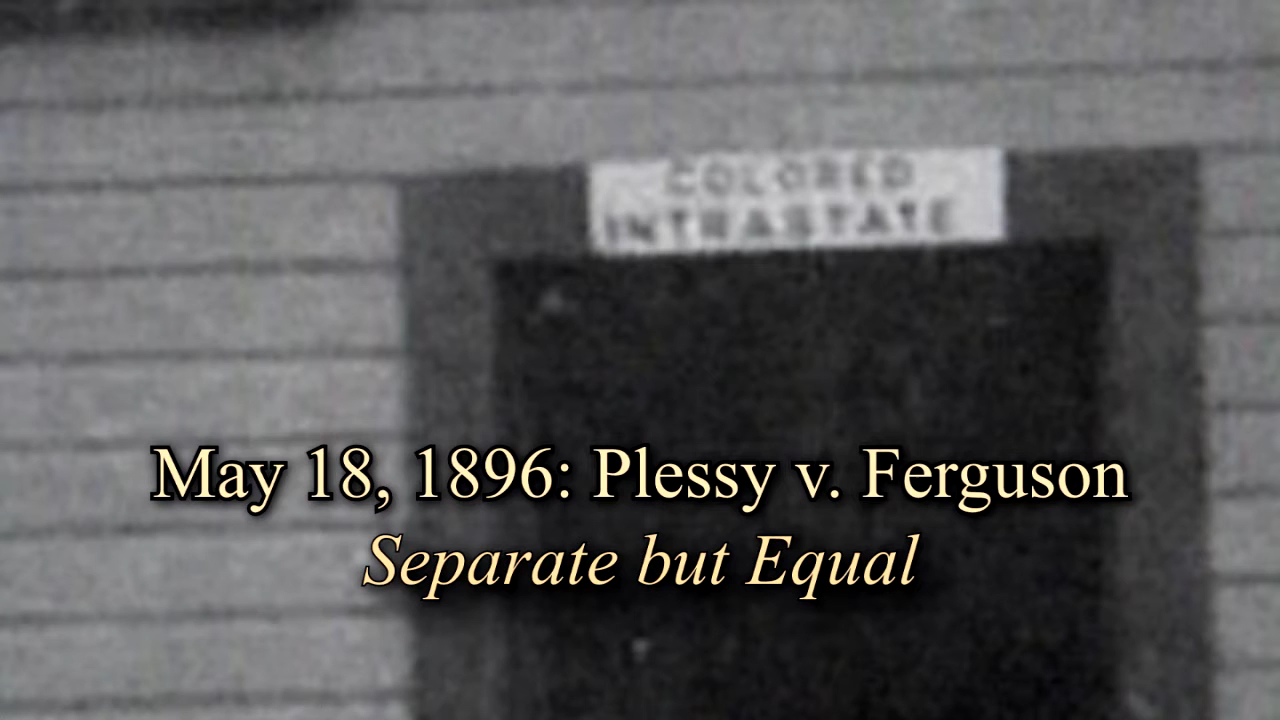 COLORED
INTRASTATE
May 18, 1896: Plessy v. Ferguson
Separate but Equal